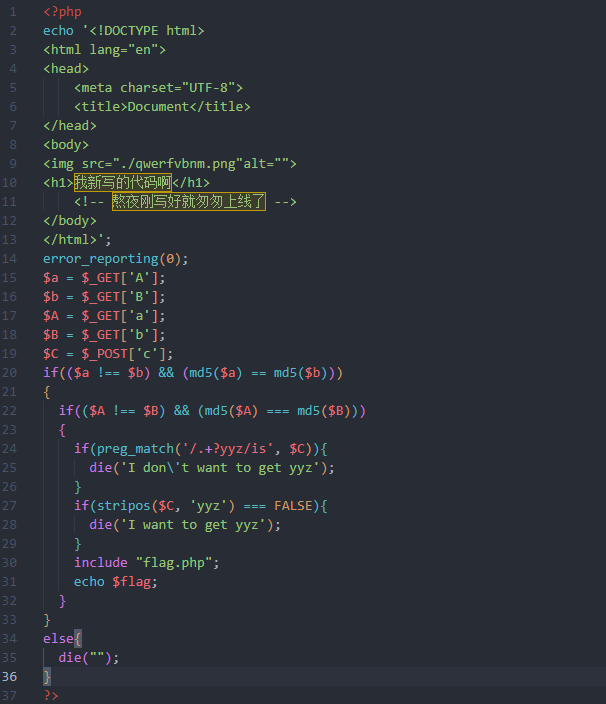 1 <?php
2 echo '<!DOCTYPE html>
3 <html lang="en">
4 <head>
5     <meta charset="UTF-8">
6     <title>Document</title>
7 </head>
8 <body>
9 <img src="./qwerfvbnm.png"alt="">
10 <h1>我新写的代码啊</h1>
11     <!-- 熬夜刚写好就匆匆上线了 -->
12 </body>
13 </html>';
14 error_reporting(0);
15 $a = $_GET['A'];
16 $b = $_GET['B'];
17 $A = $_GET['a'];
18 $B = $_GET['b'];
19 $C = $_POST['c'];
20 if(($a !== $b) && (md5($a) == md5($b)))
21 {
22   if(($A !== $B) && (md5($A) === md5($B)))
23   {
24     if(preg_match('/.+?yyz/is', $C)){
25       die('I don\'t want to get yyz');
26     }
27     if(stripos($C, 'yyz') === FALSE){
28       die('I want to get yyz');
29     }
30     include "flag.php";
31     echo $flag;
32   }
33 }
34 else{
35   die("");
36 }
37 ?>